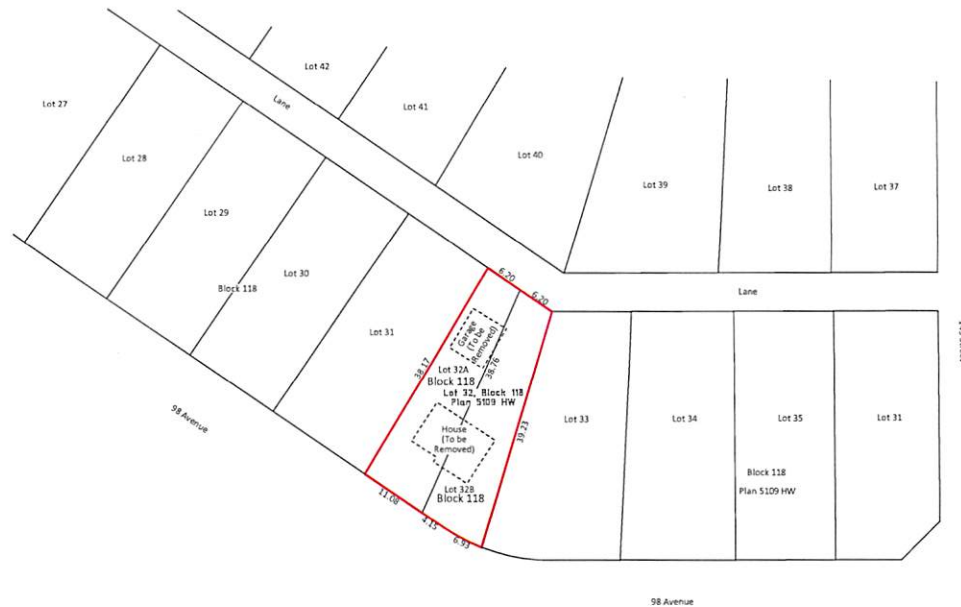 Lot 42
Lot 27
Lane
Lot 41
Lot 28
Lot 40
Lot 39
Lot 38
Lot 37
Lot 29
Lot 30
Block 118
Lot 31
6.20
6.20
Lane
Garage
(To be
Removed)
38.17
38.76
Lot 32A
Block 118
Lot 32, Block 118
Plan 5109 HW
House
(To be
Removed)
39.23
Lot 32B
Block 118
11.08
4.15
6.93
98 Avenue
Lot 33
Lot 34
Lot 35
Lot 31
Block 118
Plan 5109 HW
98 Avenue